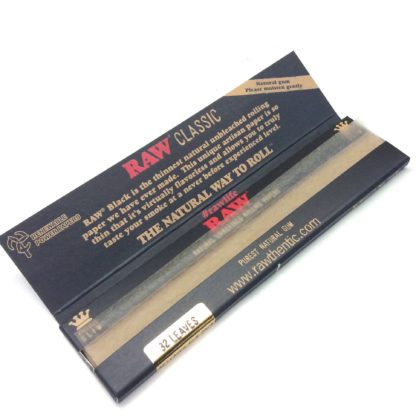 Natural gum
Please moisten gently
RAW CLASSIC
RAW® Black is the thinnest natural unbleached rolling
paper we have ever made. This unique artisan paper is so
thin that it's virtually flavorless and allows you to truly
taste your smoke at a never before experienced level.
THE NATURAL WAY TO ROLL
RENEWABLE
POWER
#rawlife
RAW
PUREST NATURAL GUM
www.rawthentic.com
32 LEAVES